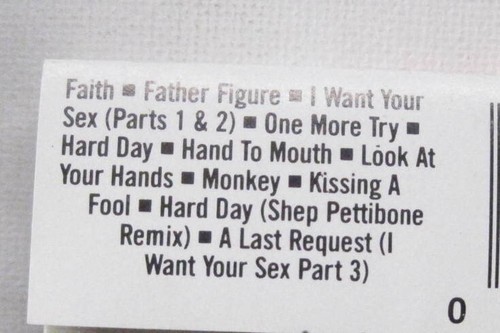 Faith ▪ Father Figure ▪ I Want Your
Sex (Parts 1 & 2) ▪ One More Try ▪
Hard Day ▪ Hand To Mouth ▪ Look At
Your Hands ▪ Monkey ▪ Kissing A
Fool ▪ Hard Day (Shep Pettibone
Remix) ▪ A Last Request (I
Want Your Sex Part 3)
0